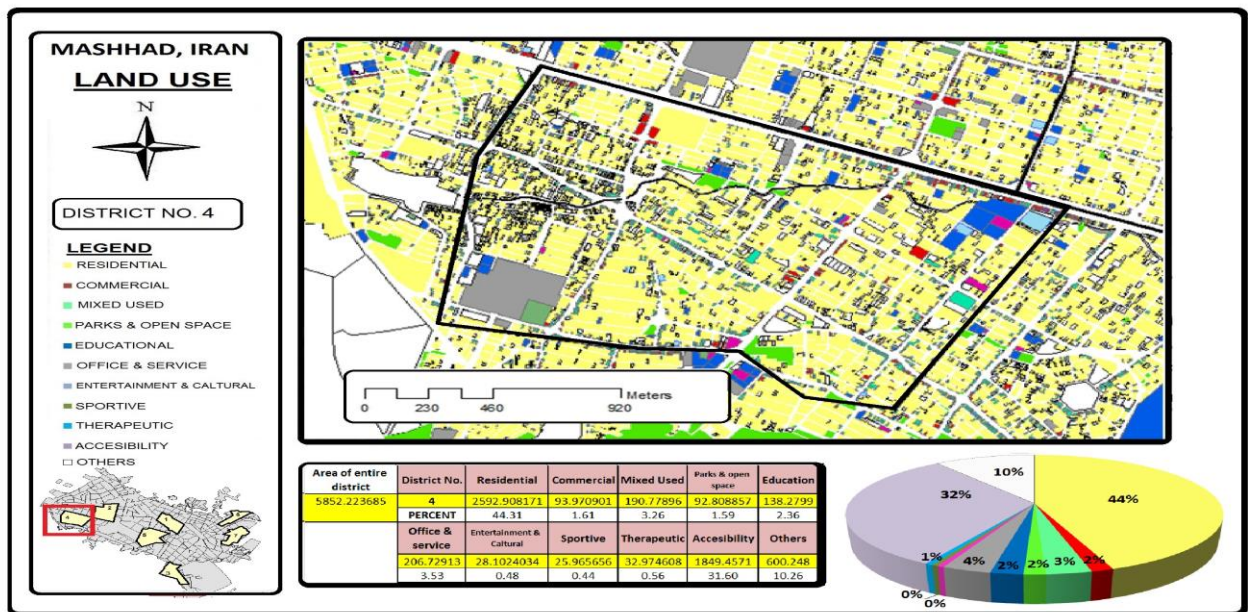 MASHHAD, IRAN
LAND USE
N
DISTRICT NO. 4
LEGEND
RESIDENTIAL
COMMERCIAL
MIXED USED
PARKS & OPEN SPACE
EDUCATIONAL
OFFICE & SERVICE
ENTERTAINMENT & CALTURAL
SPORTIVE
THERAPEUTIC
ACCESIBILITY
OTHERS
Meters
0 230 460 920
Area of entire district District No. Residential Commercial Mixed Used Parks & open space Education
5852.223685 4 2592.908171 93.970901 190.77896 92.808857 138.2799
PERCENT 44.31 1.61 3.26 1.59 2.36
Office & service Entertainment & Caltural Sportive Therapeutic Accesibility Others
206.72913 28.1024034 25.965656 32.974608 1849.4571 600.248
3.53 0.48 0.44 0.56 31.60 10.26
10%
32%
44%
1%
4%
2%
2%
3%
2%
0%
0%